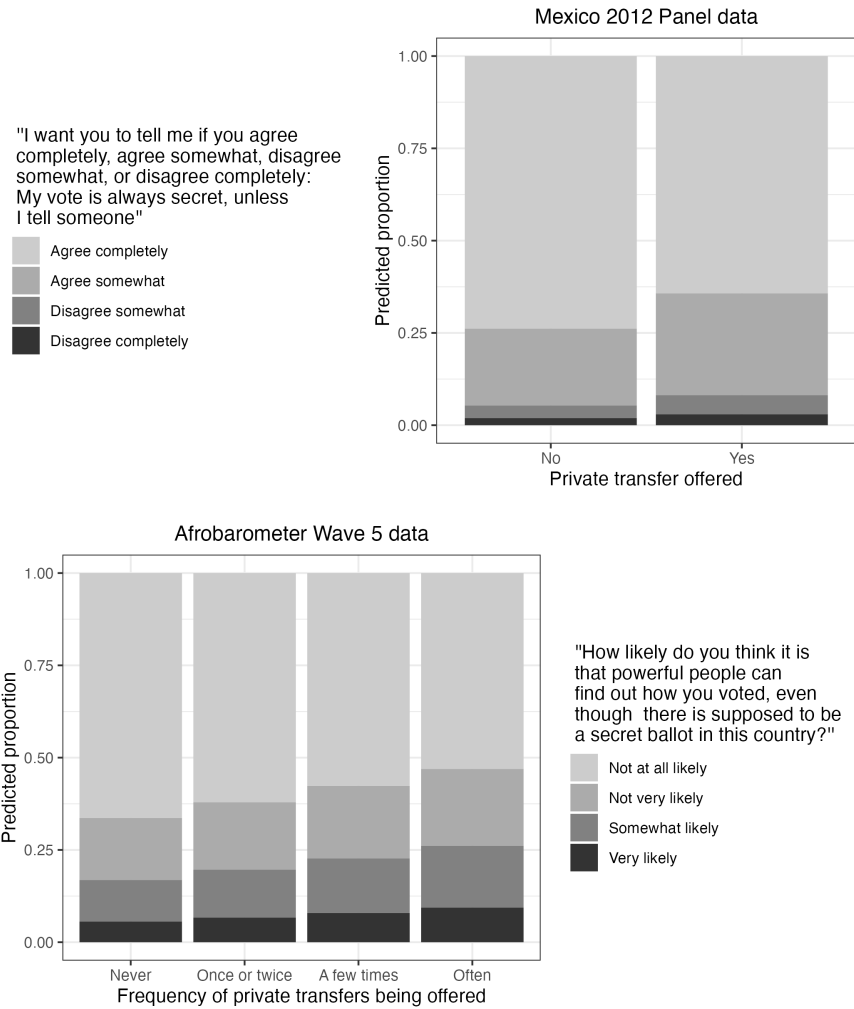 Mexico 2012 Panel data
"I want you to tell me if you agree
completely, agree somewhat, disagree
somewhat, or disagree completely:
My vote is always secret, unless
I tell someone"
Agree completely
Agree somewhat
Disagree somewhat
Disagree completely
Predicted proportion
1.00
0.75
0.50
0.25
0.00
No Yes
Private transfer offered
Afrobarometer Wave 5 data
Predicted proportion
1.00
0.75
0.50
0.25
0.00
Never Once or twice A few times Often
Frequency of private transfers being offered
"How likely do you think it is
that powerful people can
find out how you voted, even
though  there is supposed to be
a secret ballot in this country?"
Not at all likely
Not very likely
Somewhat likely
Very likely